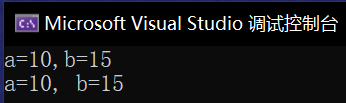 Microsoft Visual Studio 调试控制台
a=10,b=15
a=10,  b=15